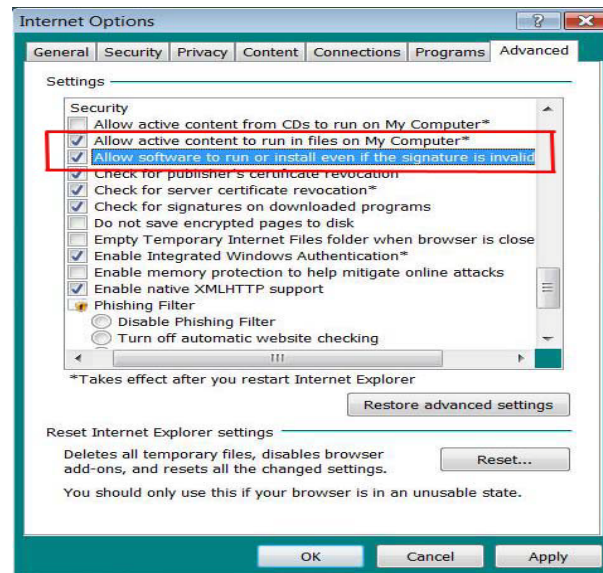 Internet Options
General Security Privacy Content Connections Programs Advanced
Settings
Security
Allow active content from CDs to run on My Computer*
Allow active content to run in files on My Computer*
Allow software to run or install even if the signature is invalid
Check for publisher's certificate revocation
Check for server certificate revocation*
Check for signatures on downloaded programs
Do not save encrypted pages to disk
Empty Temporary Internet Files folder when browser is close
Enable Integrated Windows Authentication*
Enable memory protection to help mitigate online attacks
Enable native XMLHTTP support
Phishing Filter
Disable Phishing Filter
Turn off automatic website checking
*Takes effect after you restart Internet Explorer
Restore advanced settings
Reset Internet Explorer settings
Deletes all temporary files, disables browser
add-ons, and resets all the changed settings.
Reset...
You should only use this if your browser is in an unusable state.
OK Cancel Apply